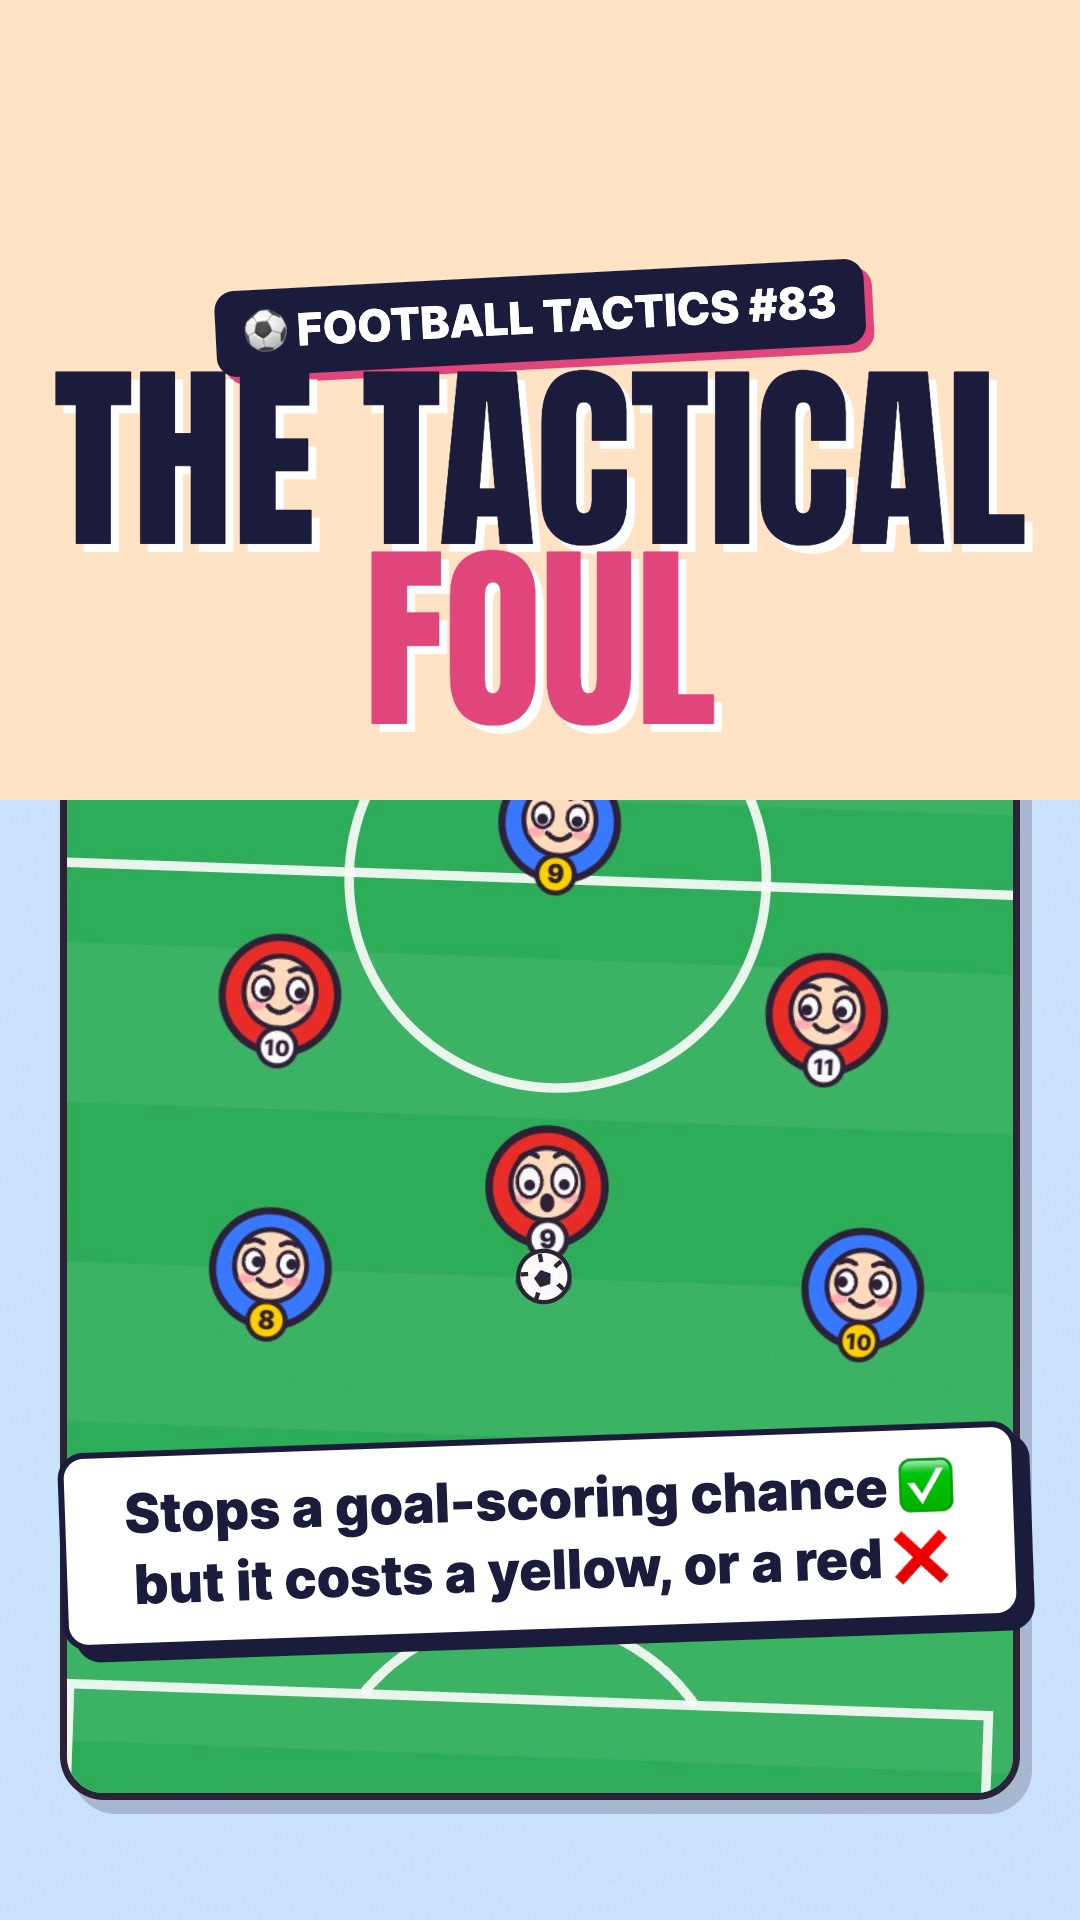 ⚽ FOOTBALL TACTICS #83
THE TACTICAL
FOUL
9
10
11
9
8
10
Stops a goal-scoring chance ✅
but it costs a yellow, or a red ❌